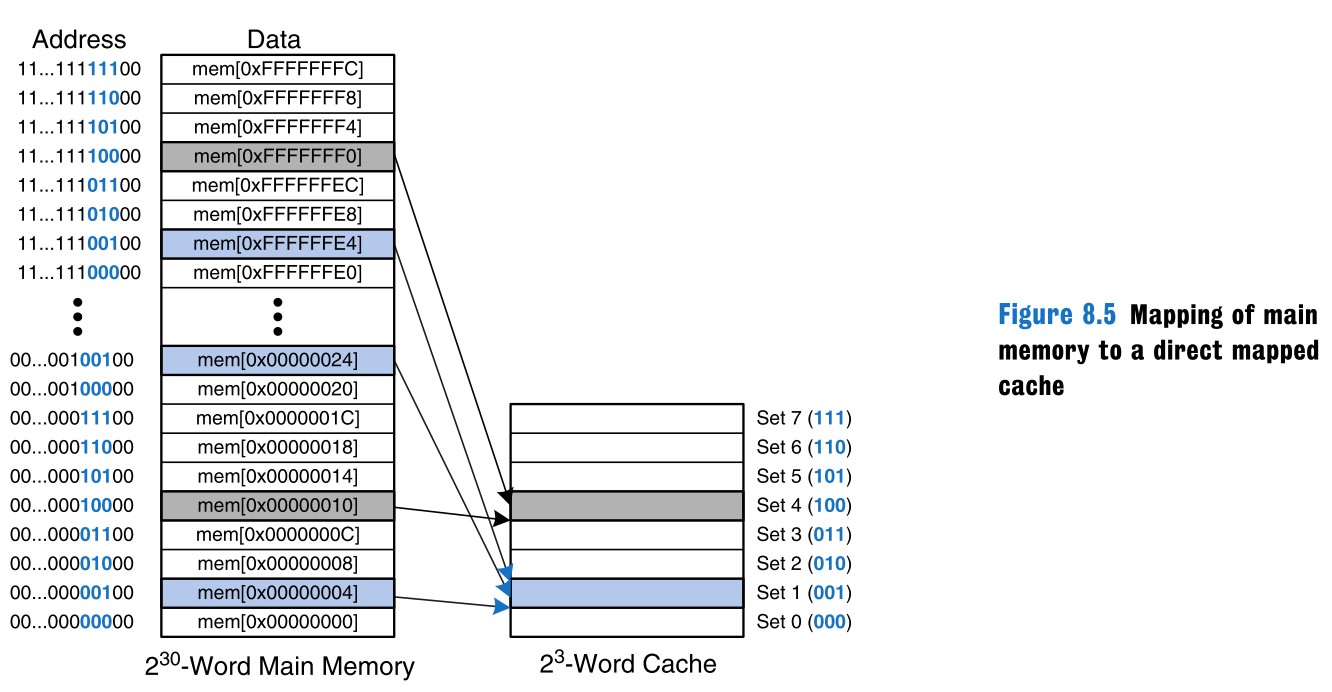 Address Data
11...11111100 mem[0xFFFFFFFC]
11...11111000 mem[0xFFFFFFF8]
11...11110100 mem[0xFFFFFFF4]
11...11110000 mem[0xFFFFFFF0]
11...11101100 mem[0xFFFFFFEC]
11...11101000 mem[0xFFFFFFE8]
11...11100100 mem[0xFFFFFFE4]
11...11100000 mem[0xFFFFFFE0]
00...00100100 mem[0x00000024]
00...00100000 mem[0x00000020]
00...00011100 mem[0x0000001C] Set 7 (111)
00...00011000 mem[0x00000018] Set 6 (110)
00...00010100 mem[0x00000014] Set 5 (101)
00...00010000 mem[0x00000010] Set 4 (100)
00...00001100 mem[0x0000000C] Set 3 (011)
00...00001000 mem[0x00000008] Set 2 (010)
00...00000100 mem[0x00000004] Set 1 (001)
00...00000000 mem[0x00000000] Set 0 (000)
2³⁰-Word Main Memory 2³-Word Cache
Figure 8.5 Mapping of main
memory to a direct mapped
cache